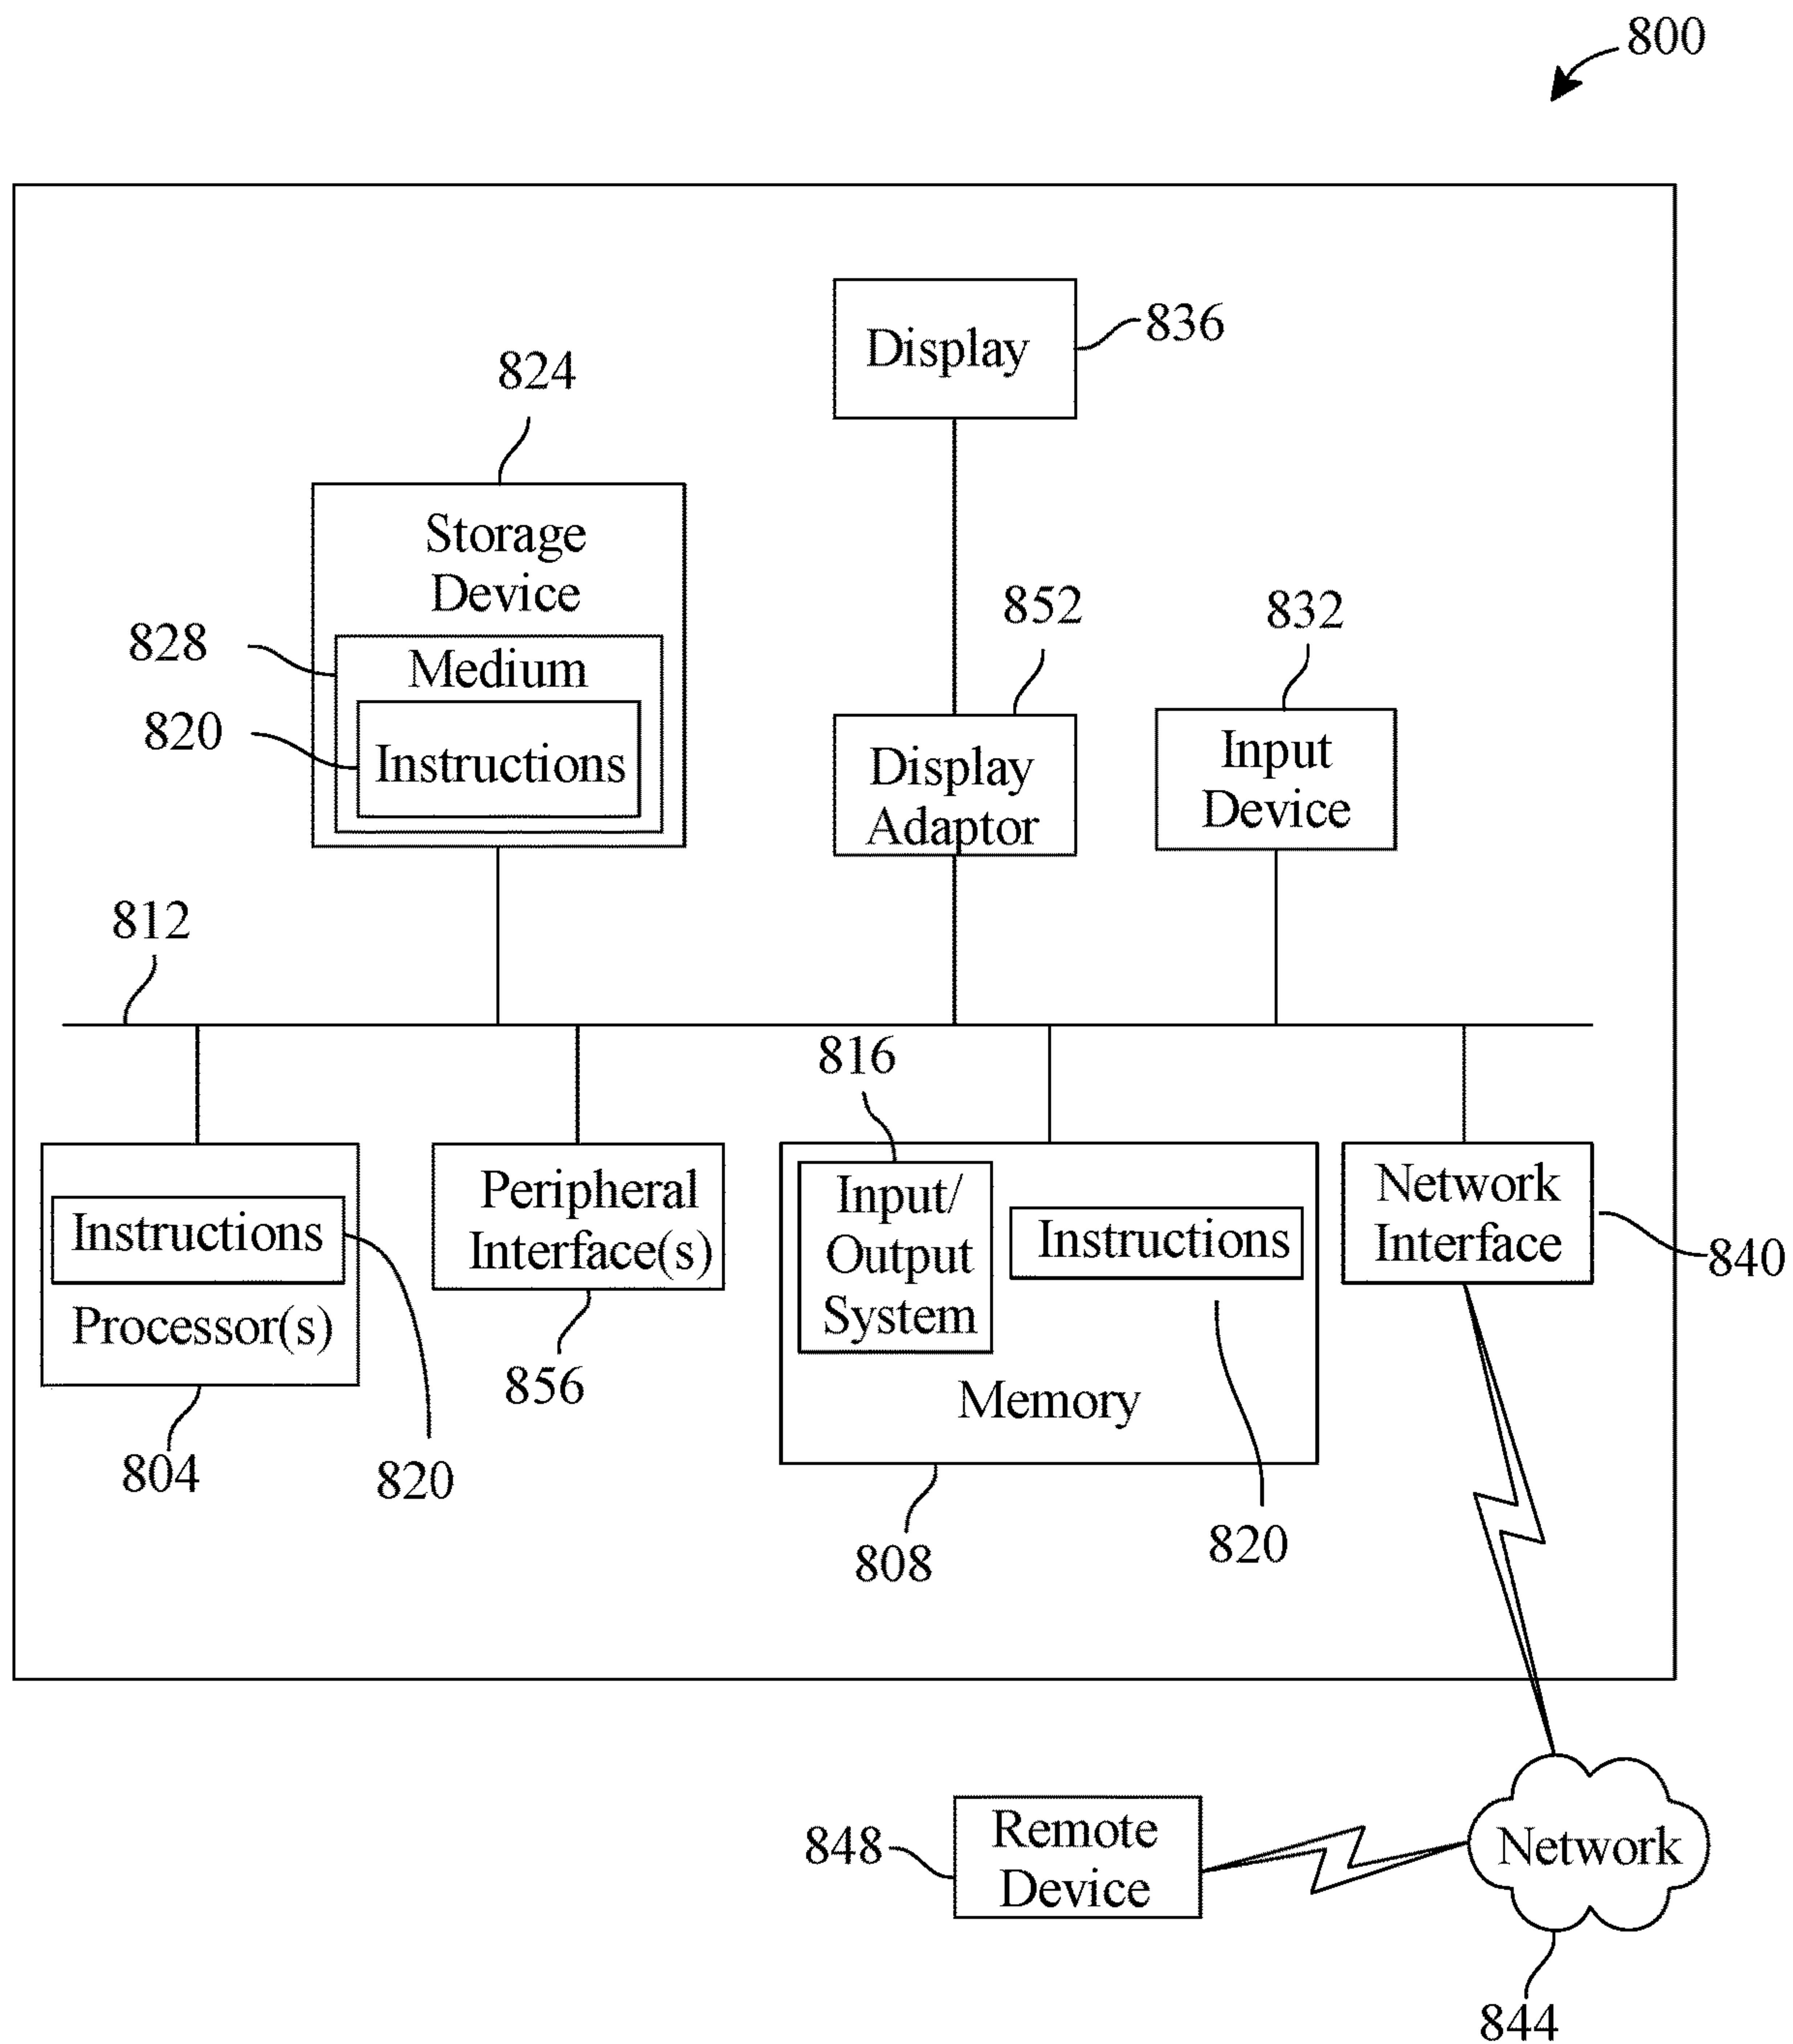 800
Display
836
824
Storage
Device
828
Medium
820
Instructions
852
Display
Adaptor
832
Input
Device
812
816
Instructions
Processor(s)
804
820
Peripheral
Interface(s)
856
Input/
Output
System
Instructions
Memory
808
820
Network
Interface
840
848
Remote
Device
Network
844